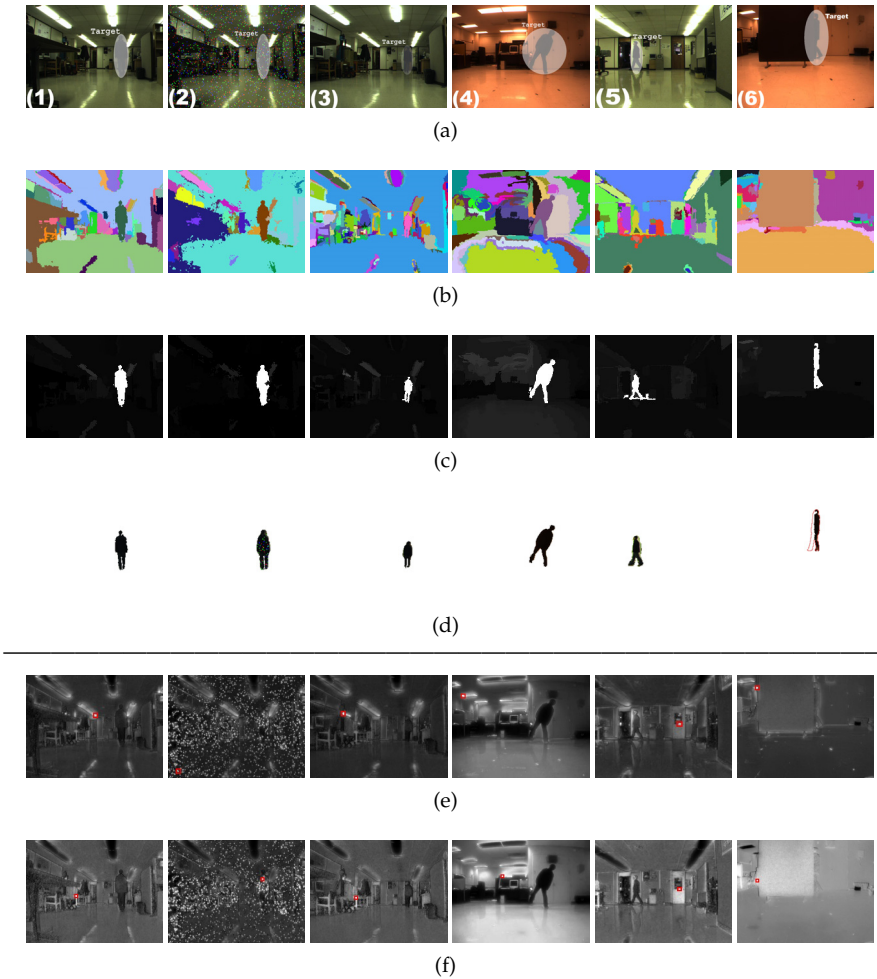 Target
Target
Target
Target
Target
Target
(1)
(2)
(3)
(4)
(5)
(6)
(a)
(b)
(c)
(d)
(e)
(f)